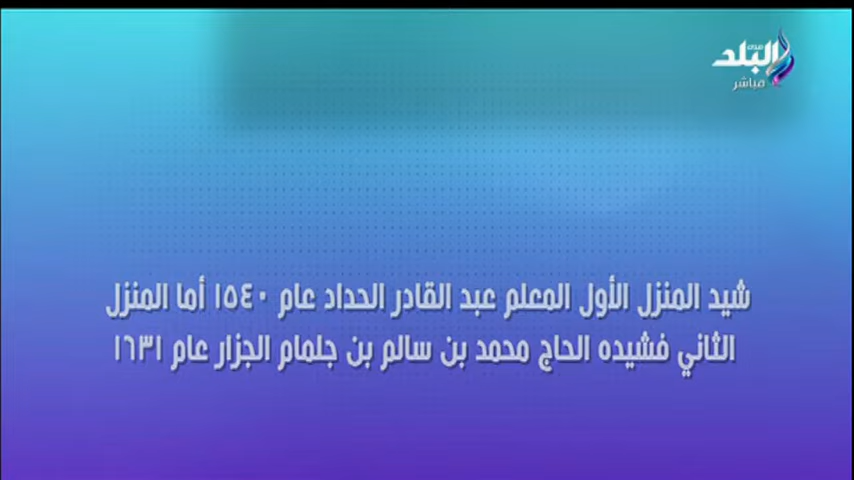 صدى
البلد
مباشر
شيد المنزل الأول المعلم عبد القادر الحداد عام ١٥٤٠ أما المنزل
الثاني فشيده الحاج محمد بن سالم بن جلمام الجزار عام ١٦٣١